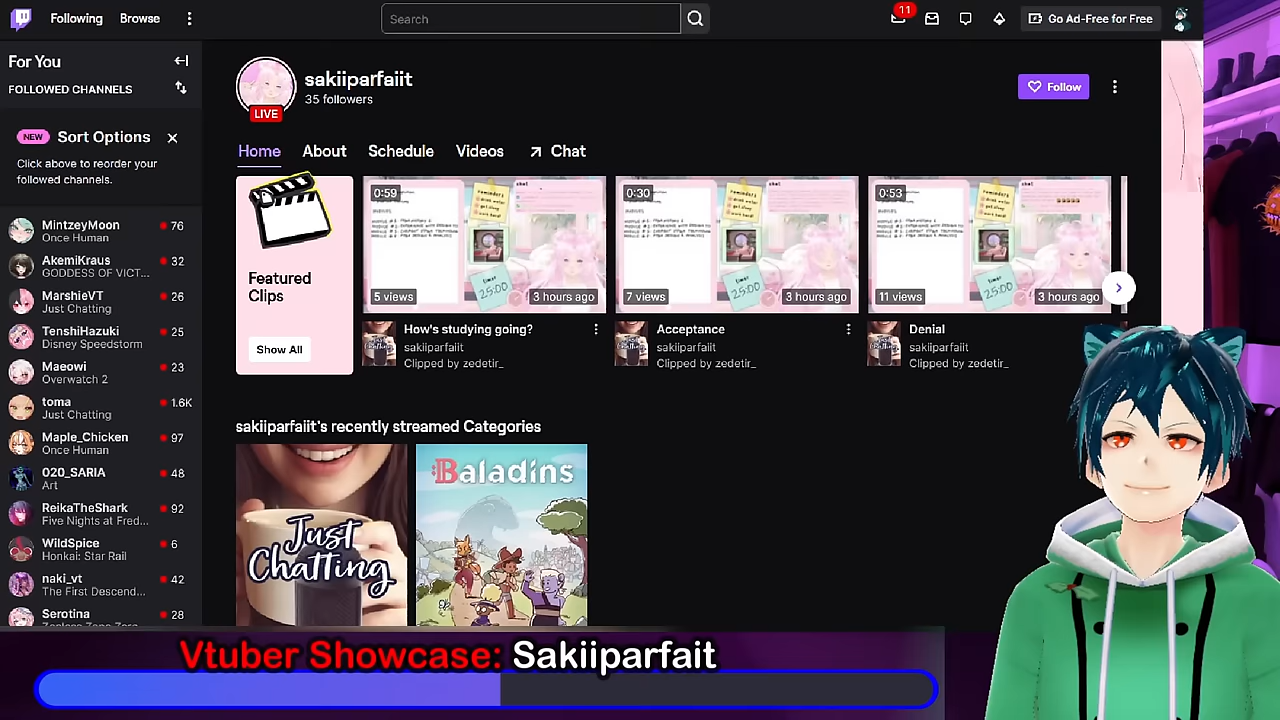 Following
Browse
Search
11
Go Ad-Free for Free
For You
FOLLOWED CHANNELS
NEW Sort Options
Click above to reorder your
followed channels.
MintzeyMoon 76
Once Human
AkemiKraus 32
GODDESS OF VICT...
MarshieVT 26
Just Chatting
TenshiHazuki 25
Disney Speedstorm
Maeowi 23
Overwatch 2
toma 1.6K
Just Chatting
Maple_Chicken 97
Once Human
020_SARIA 48
Art
ReikaTheShark 92
Five Nights at Fred...
WildSpice 6
Honkai: Star Rail
naki_vt 42
The First Descend...
Serotina 28
sakiiparfaiit
35 followers
LIVE
Follow
Home
About
Schedule
Videos
Chat
Featured
Clips
Show All
0:59
5 views
3 hours ago
How's studying going?
sakiiparfaiit
Clipped by zedetir_
0:30
7 views
3 hours ago
Acceptance
sakiiparfaiit
Clipped by zedetir_
0:53
11 views
3 hours ago
Denial
sakiiparfaiit
Clipped by zedetir_
25:00
25:00
25:00
sakiiparfaiit's recently streamed Categories
Just
Chatting
Baladins
Vtuber Showcase: Sakiiparfait